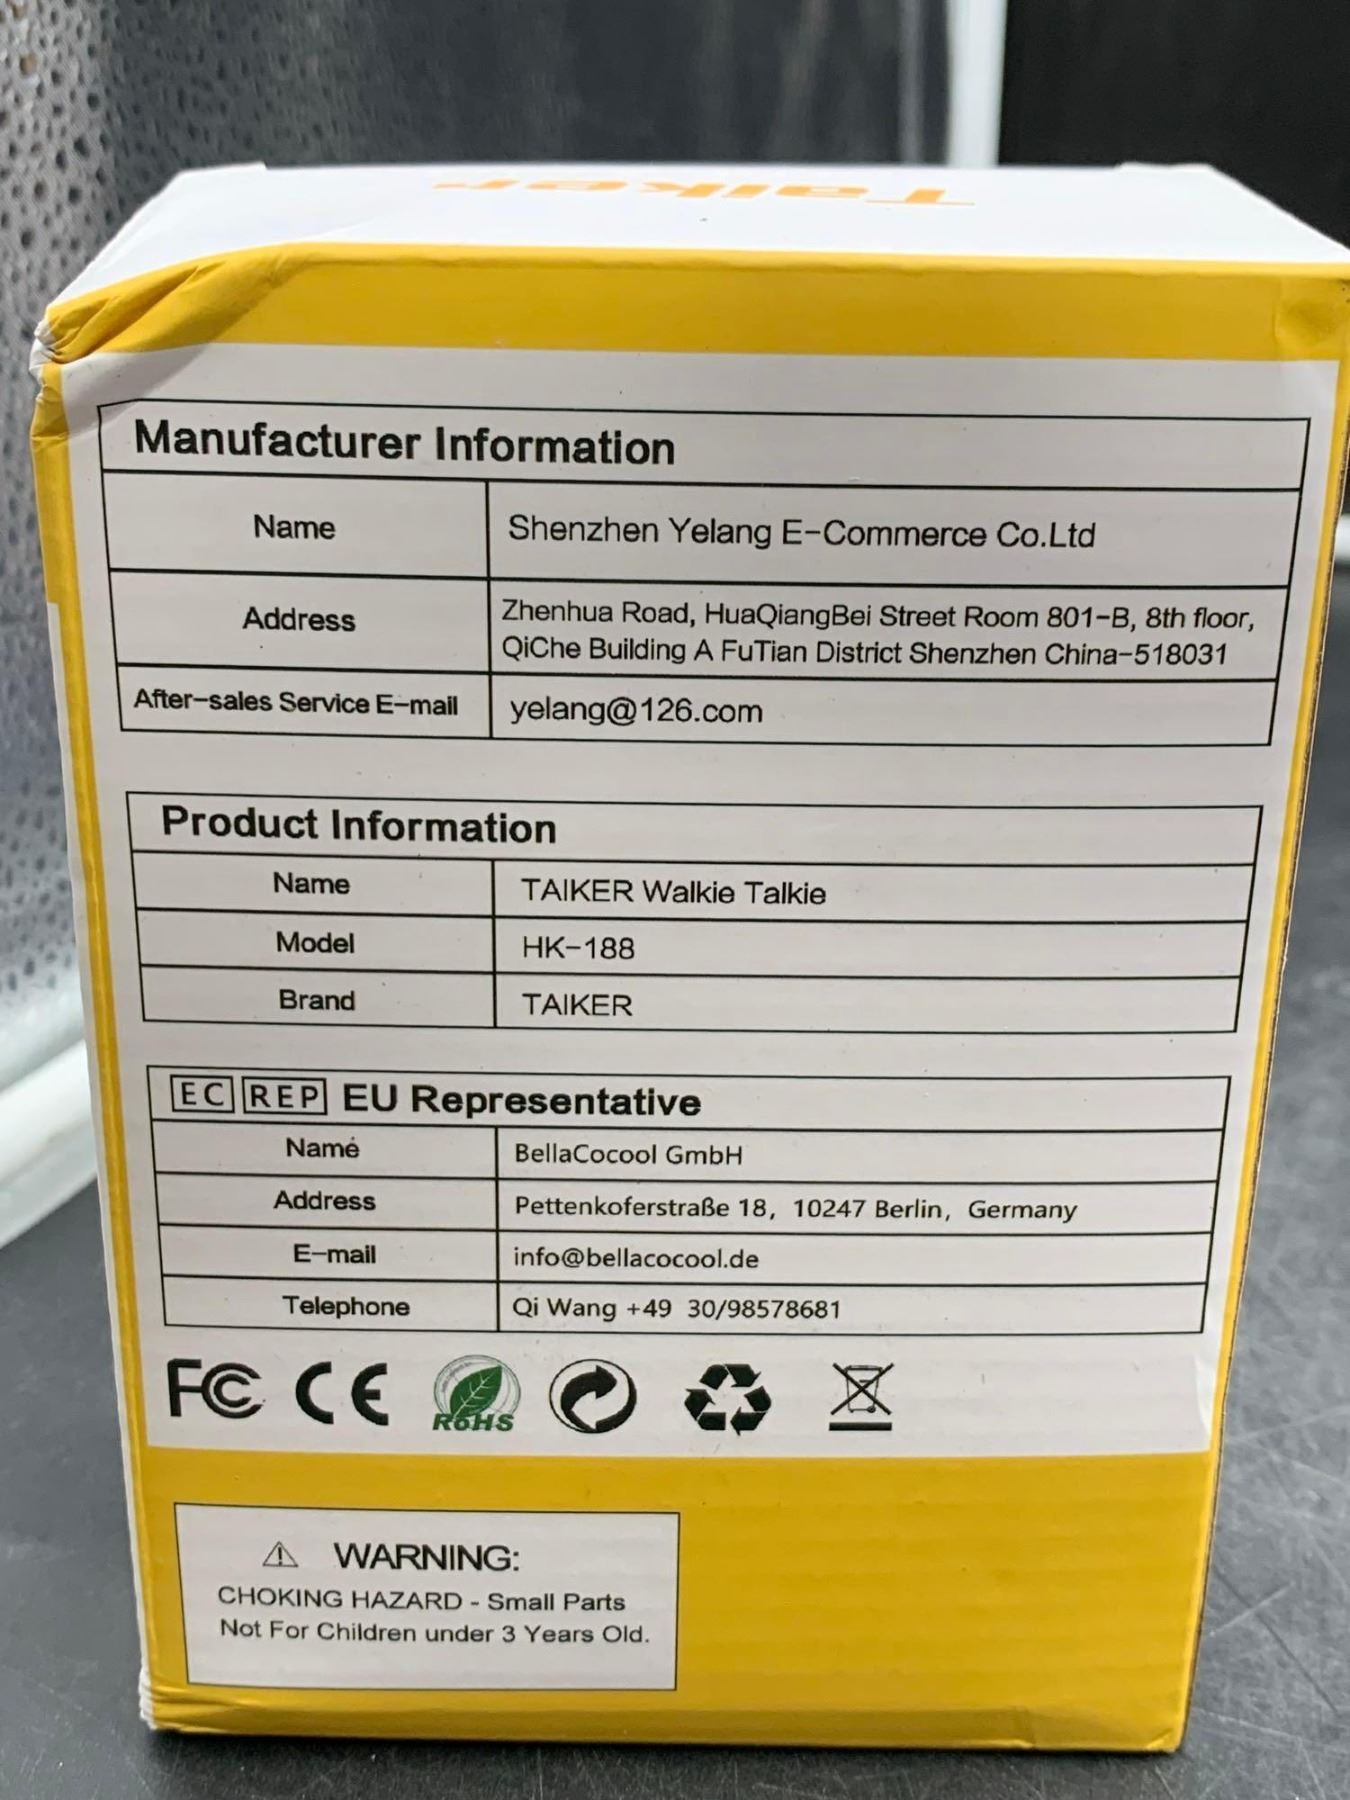 Taiker
Manufacturer Information
Name Shenzhen Yelang E-Commerce Co.Ltd
Address Zhenhua Road, HuaQiangBei Street Room 801-B, 8th floor,
QiChe Building A FuTian District Shenzhen China-518031
After-sales Service E-mail yelang@126.com
Product Information
Name TAIKER Walkie Talkie
Model HK-188
Brand TAIKER
EC REP EU Representative
Name BellaCocool GmbH
Address Pettenkoferstraße 18, 10247 Berlin, Germany
E-mail info@bellacocool.de
Telephone Qi Wang +49 30/98578681
FC CE RoHS
⚠ WARNING:
CHOKING HAZARD - Small Parts
Not For Children under 3 Years Old.